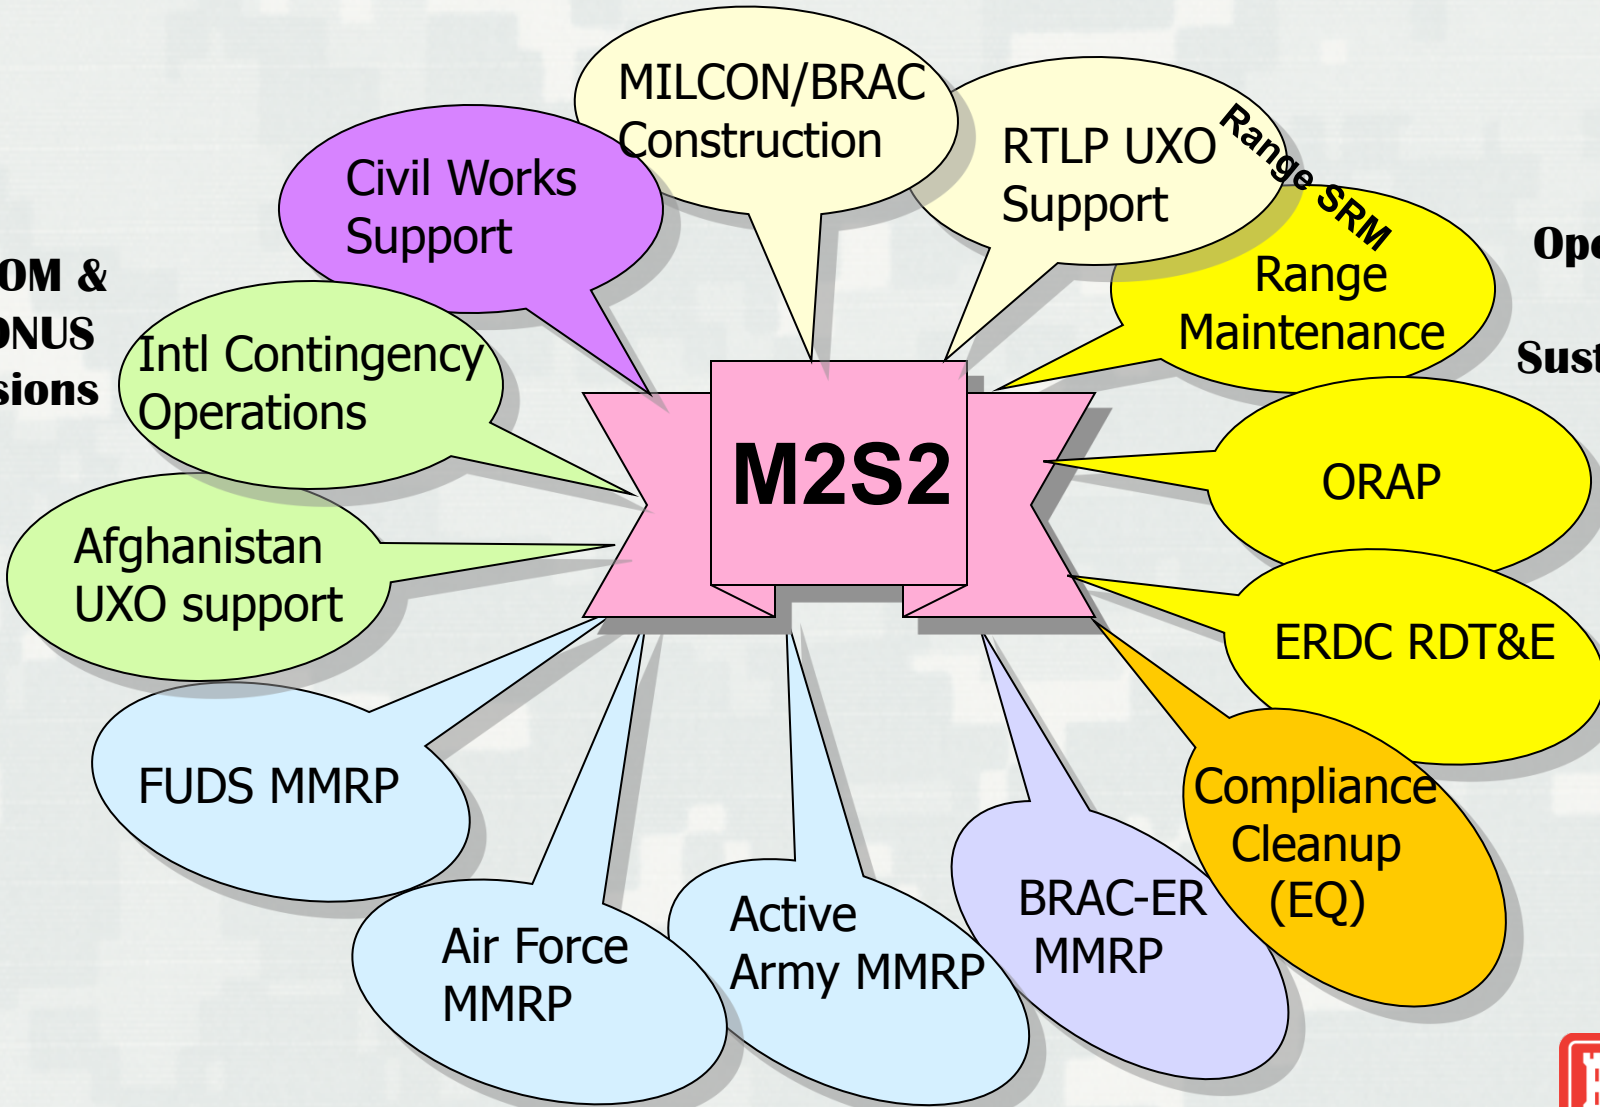 MILCON/BRAC
Construction
RTLP UXO
Support
Range SRM
Civil Works
Support
Range
Maintenance
OM &
Intl Contingency
Operations
M2S2
ORAP
Afghanistan
UXO support
ERDC RDT&E
FUDS MMRP
Compliance
Cleanup
(EQ)
Active
Army MMRP
BRAC-ER
MMRP
Air Force
MMRP